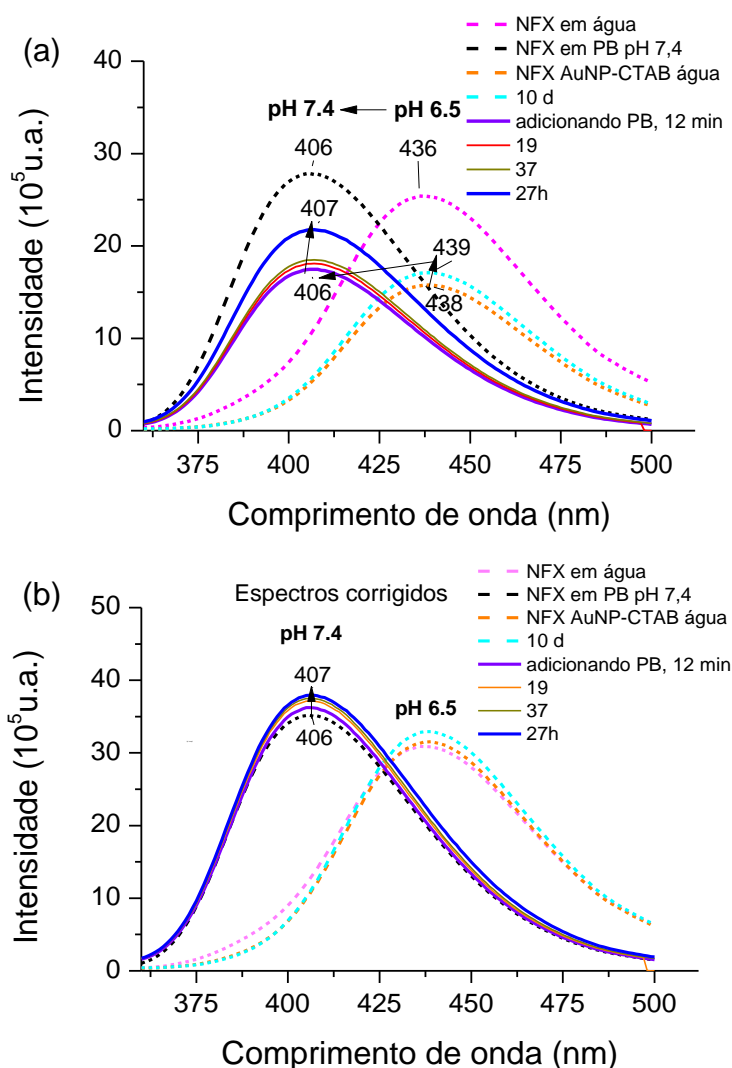 (a)
NFX em água
NFX em PB pH 7,4
NFX AuNP-CTAB água
10 d
adicionando PB, 12 min
19
37
27h
pH 7.4
pH 6.5
406
436
407
439
406
438
40
30
20
10
0
375
400
425
450
475
500
Intensidade (10⁵u.a.)
Comprimento de onda (nm)
(b)
Espectros corrigidos
NFX em água
NFX em PB pH 7,4
NFX AuNP-CTAB água
10 d
adicionando PB, 12 min
19
37
27h
pH 7.4
407
pH 6.5
406
50
40
30
20
10
0
375
400
425
450
475
500
Intensidade (10⁵u.a.)
Comprimento de onda (nm)